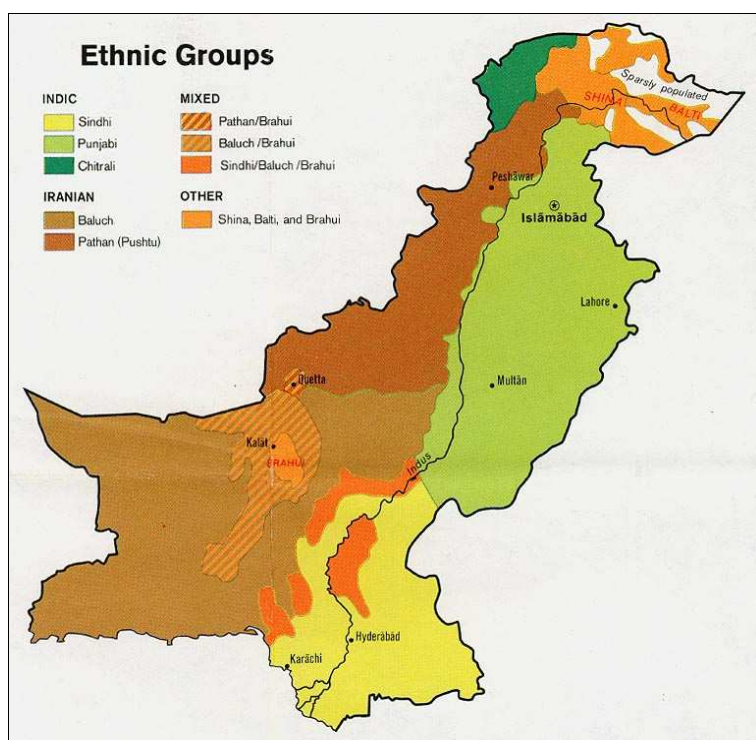 Ethnic Groups
INDIC
Sindhi
Punjabi
Chitrali
IRANIAN
Baluch
Pathan (Pushtu)
MIXED
Pathan/Brahui
Baluch/Brahui
Sindhi/Baluch/Brahui
OTHER
Shina, Balti, and Brahui
Sparsly populated
SHINA
BALTI
Peshāwar
Islāmābād
Lahore
Quetta
Multān
Kalāt
BRAHUI
Indus
Hyderābād
Karāchi